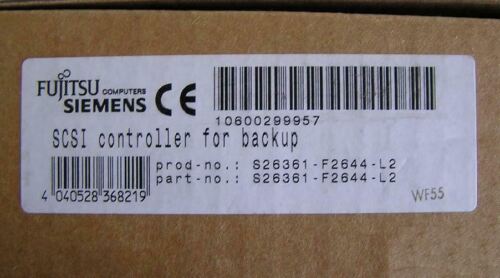 FUJITSU COMPUTERS
SIEMENS
CE
10600299957
SCSI controller for backup
prod-no.: S26361-F2644-L2
part-no.: S26361-F2644-L2
4 040528 368219
WF55